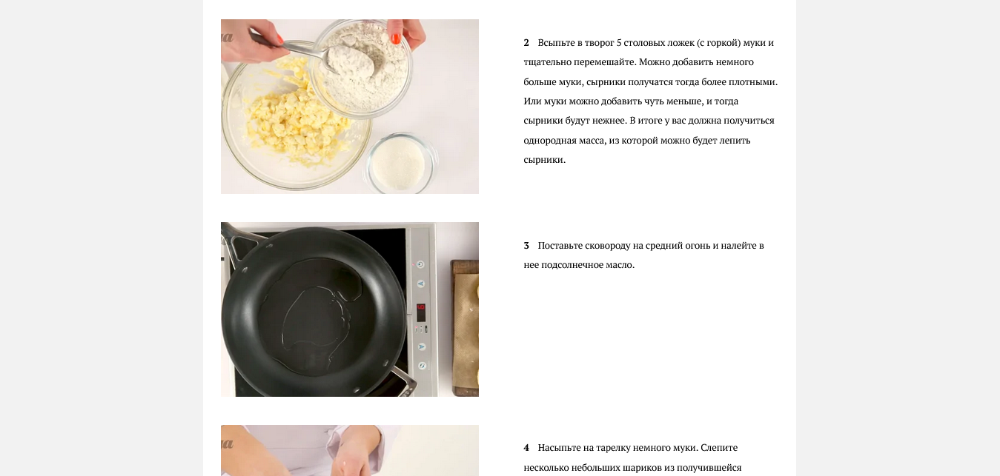 2 Всыпьте в творог 5 столовых ложек (с горкой) муки и
тщательно перемешайте. Можно добавить немного
больше муки, сырники получатся тогда более плотными.
Или муки можно добавить чуть меньше, и тогда
сырники будут нежнее. В итоге у вас должна получиться
однородная масса, из которой можно будет лепить
сырники.
3 Поставьте сковороду на средний огонь и налейте в
нее подсолнечное масло.
4 Насыпьте на тарелку немного муки. Слепите
несколько небольших шариков из получившейся